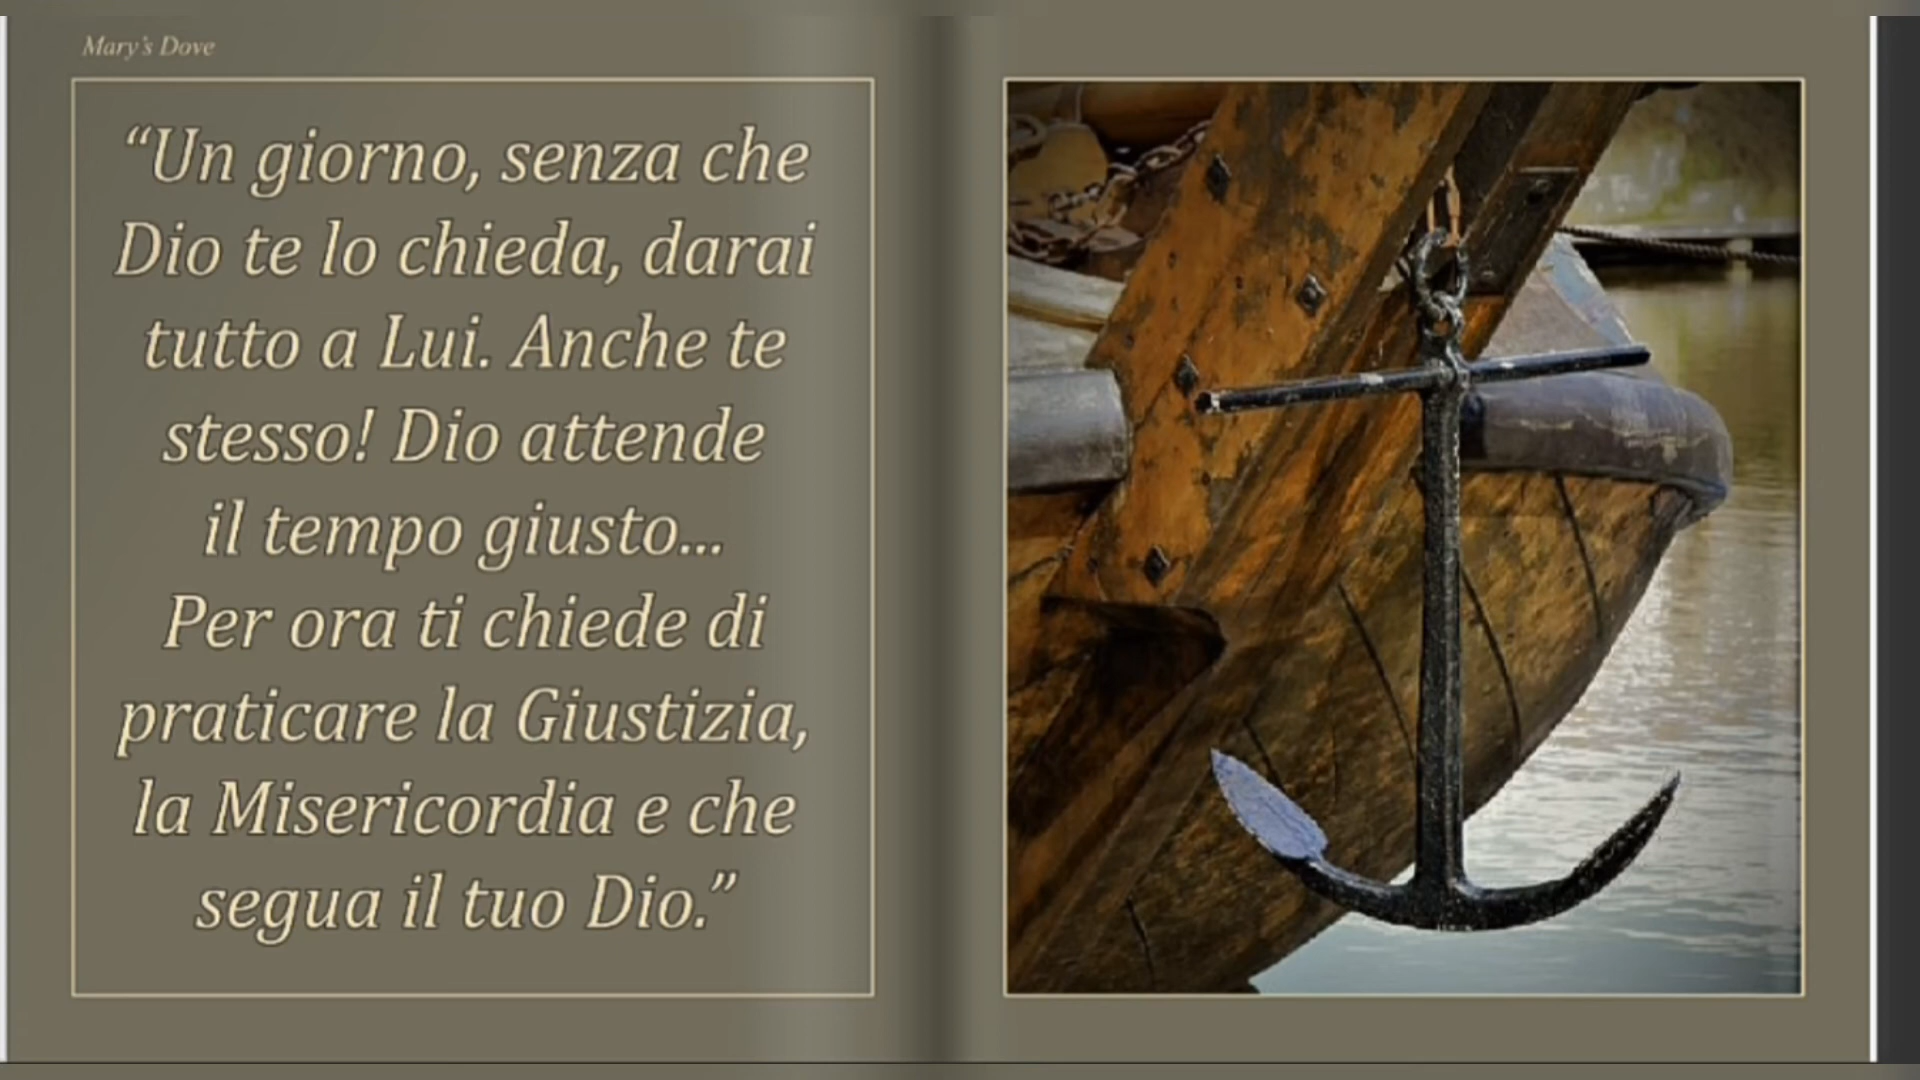 Mary's Dove
“Un giorno, senza che
Dio te lo chieda, darai
tutto a Lui. Anche te
stesso! Dio attende
il tempo giusto...
Per ora ti chiede di
praticare la Giustizia,
la Misericordia e che
segua il tuo Dio.”